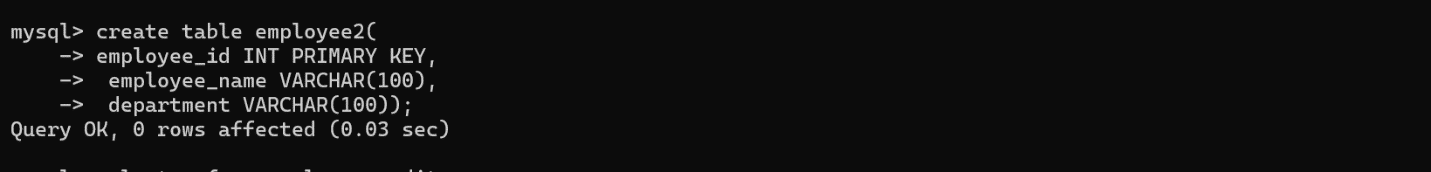 mysql> create table employee2(
    -> employee_id INT PRIMARY KEY,
    ->  employee_name VARCHAR(100),
    ->  department VARCHAR(100));
Query OK, 0 rows affected (0.03 sec)